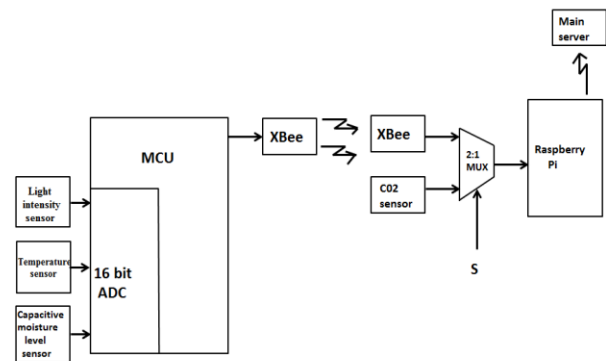 Main
server
MCU
XBee
XBee
C02
sensor
2:1
MUX
Raspberry
Pi
S
Light
intensity
sensor
Temperature
sensor
Capacitive
moisture
level
sensor
16 bit
ADC